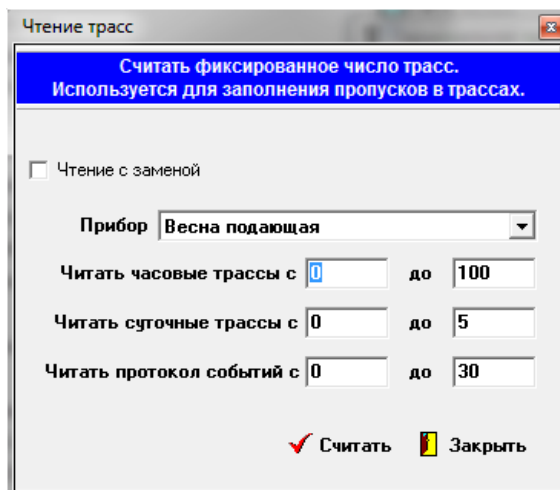 Чтение трасс
Считать фиксированное число трасс.
Используется для заполнения пропусков в трассах.
Чтение с заменой
Прибор Весна подающая
Читать часовые трассы с 0 до 100
Читать суточные трассы с 0 до 5
Читать протокол событий с 0 до 30
Считать Закрыть